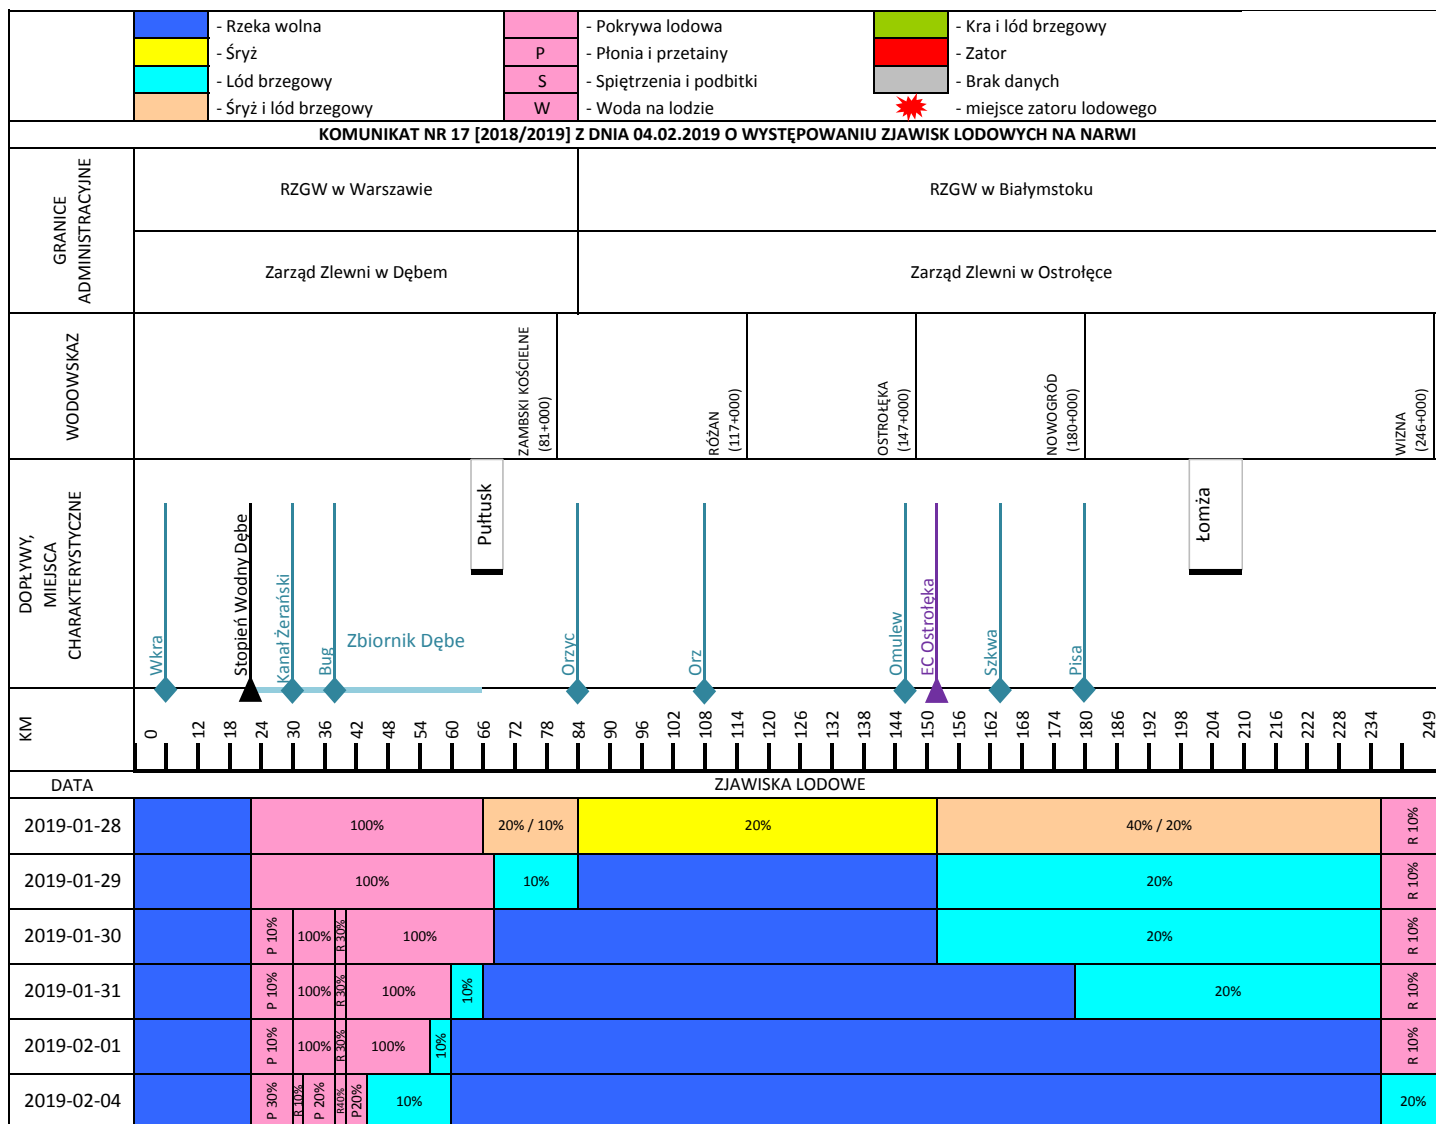 - Rzeka wolna
- Pokrywa lodowa
- Kra i lód brzegowy
- Śryż
P
- Płonia i przetainy
- Zator
- Lód brzegowy
S
- Spiętrzenia i podbitki
- Brak danych
- Śryż i lód brzegowy
W
- Woda na lodzie
- miejsce zatoru lodowego
KOMUNIKAT NR 17 [2018/2019] Z DNIA 04.02.2019 O WYSTĘPOWANIU ZJAWISK LODOWYCH NA NARWI
GRANICE
ADMINISTRACYJNE
RZGW w Warszawie
RZGW w Białymstoku
Zarząd Zlewni w Dębem
Zarząd Zlewni w Ostrołęce
WODOWSKAZ
ZAMBSKI KOŚCIELNE
(81+000)
RÓŻAN
(117+000)
OSTROŁĘKA
(147+000)
NOWOGRÓD
(180+000)
WIZNA
(246+000)
DOPŁYWY,
MIEJSCA
CHARAKTERYSTYCZNE
Wkra
Stopień Wodny Dębe
Kanał Żerański
Bug
Zbiornik Dębe
Pułtusk
Orzyc
Orz
Omulew
EC Ostrołęka
Szkwa
Pisa
Łomża
KM
0
12
18
24
30
36
42
48
54
60
66
72
78
84
90
96
102
108
114
120
126
132
138
144
150
156
162
168
174
180
186
192
198
204
210
216
222
228
234
249
DATA
ZJAWISKA LODOWE
2019-01-28
100%
20% / 10%
20%
40% / 20%
R 10%
2019-01-29
100%
10%
20%
R 10%
2019-01-30
P 10%
100%
R 30%
100%
20%
R 10%
2019-01-31
P 10%
100%
R 30%
100%
10%
20%
R 10%
2019-02-01
P 10%
100%
R 30%
100%
10%
R 10%
2019-02-04
P 30%
R 10%
P 20%
R40%
P20%
10%
20%